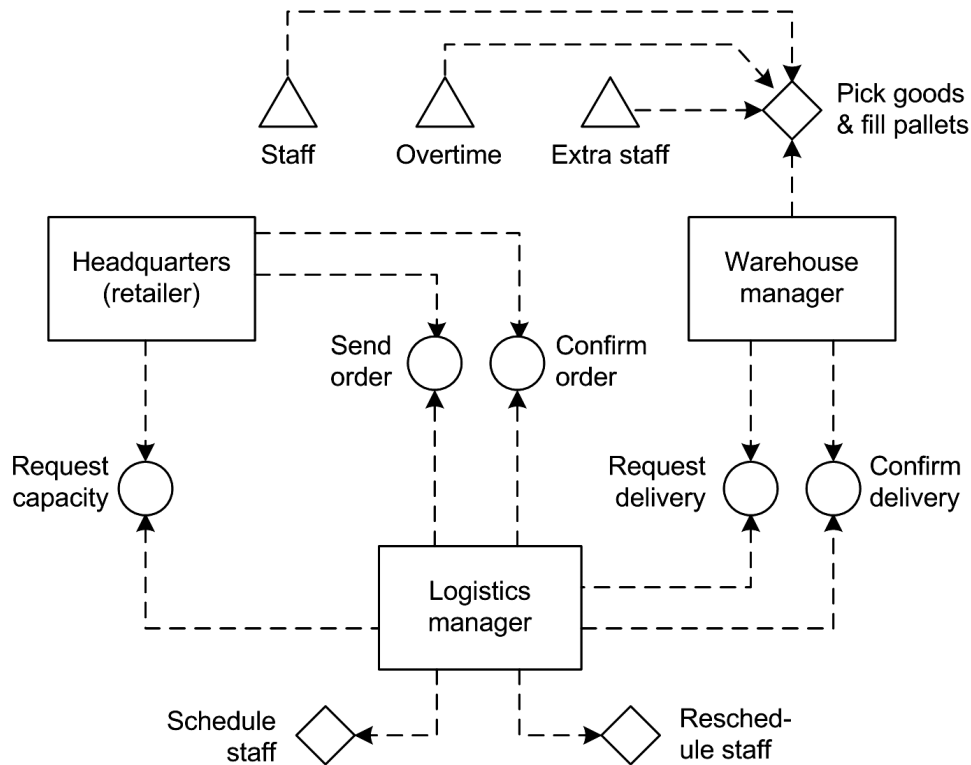 Pick goods
& fill pallets
Staff
Overtime
Extra staff
Headquarters
(retailer)
Warehouse
manager
Send
order
Confirm
order
Request
capacity
Request
delivery
Confirm
delivery
Logistics
manager
Schedule
staff
Resched-
ule staff